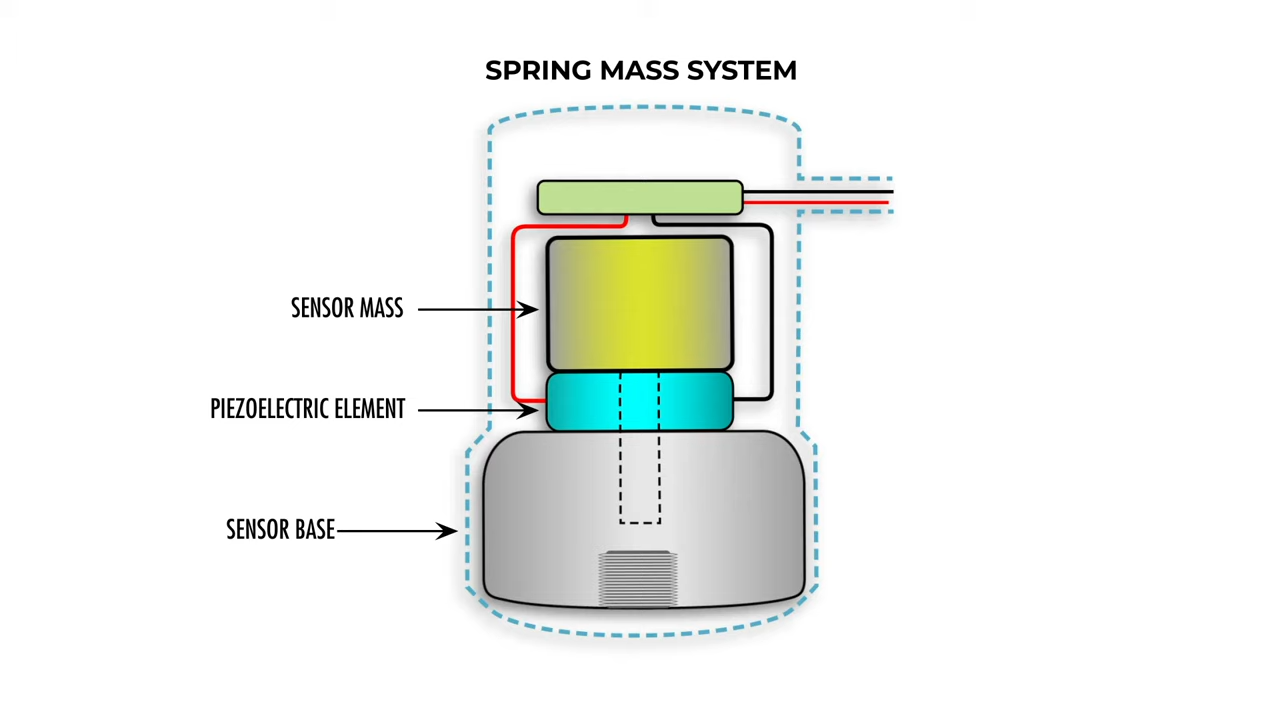 SPRING MASS SYSTEM
SENSOR MASS
PIEZOELECTRIC ELEMENT
SENSOR BASE